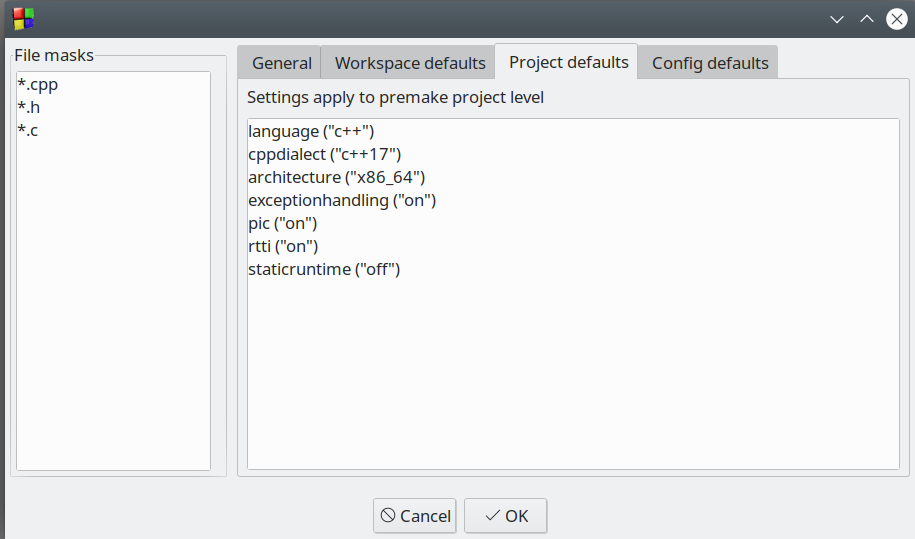 File masks
*.cpp
*.h
*.c
General Workspace defaults Project defaults Config defaults
Settings apply to premake project level
language ("c++")
cppdialect ("c++17")
architecture ("x86_64")
exceptionhandling ("on")
pic ("on")
rtti ("on")
staticruntime ("off")
Cancel OK